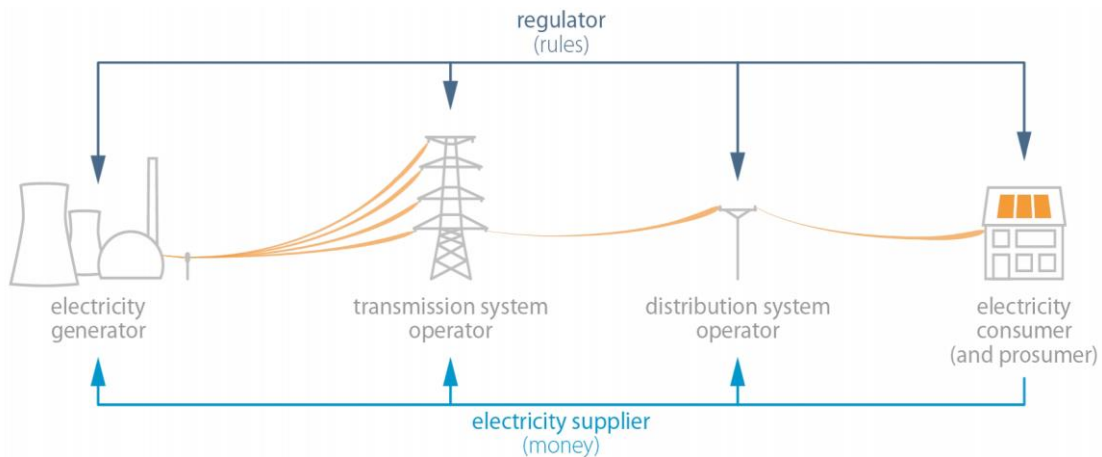 regulator
(rules)
electricity
generator
transmission system
operator
distribution system
operator
electricity
consumer
(and prosumer)
electricity supplier
(money)